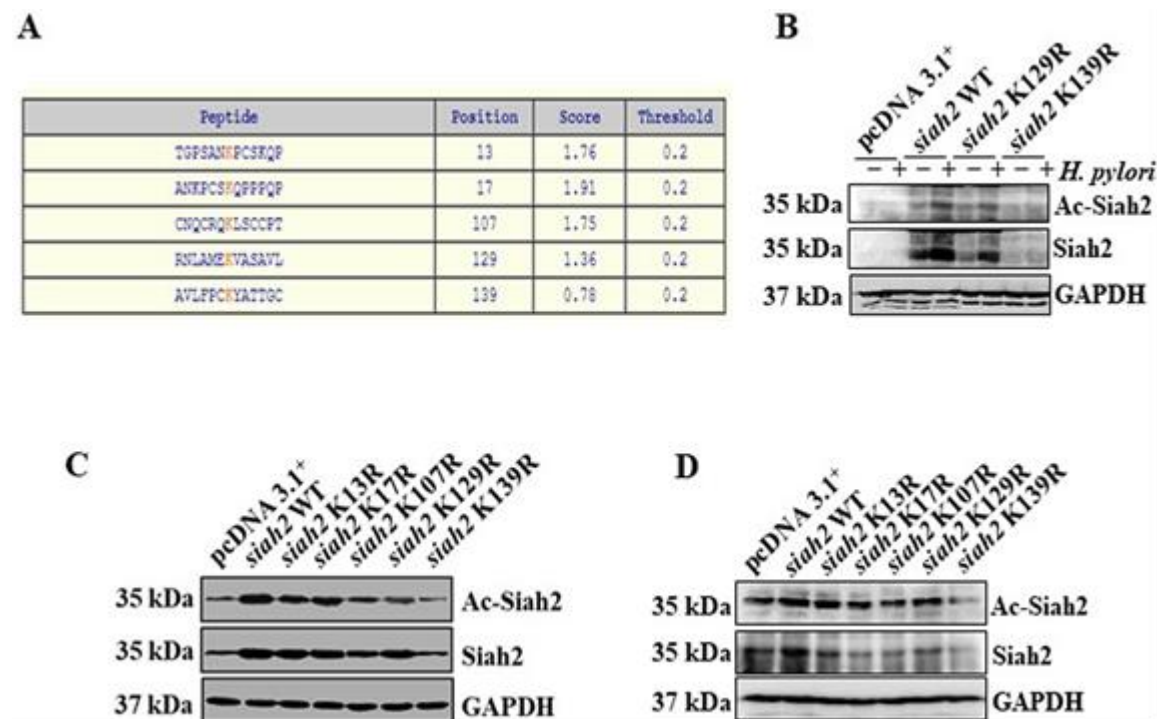 A
Peptide Position Score Threshold
TGPSANKPCSKQP 13 1.76 0.2
ANKPCSKQPPPQP 17 1.91 0.2
CNQCRQKLSCCPT 107 1.75 0.2
RNLAMEKVASAVL 129 1.36 0.2
AVLFPCKYATTGC 139 0.78 0.2
B
pcDNA 3.1+
siah2 WT
siah2 K129R
siah2 K139R
− + − + − + − + H. pylori
35 kDa Ac-Siah2
35 kDa Siah2
37 kDa GAPDH
C
pcDNA 3.1+
siah2 WT
siah2 K13R
siah2 K17R
siah2 K107R
siah2 K129R
siah2 K139R
35 kDa Ac-Siah2
35 kDa Siah2
37 kDa GAPDH
D
pcDNA 3.1+
siah2 WT
siah2 K13R
siah2 K17R
siah2 K107R
siah2 K129R
siah2 K139R
35 kDa Ac-Siah2
35 kDa Siah2
37 kDa GAPDH